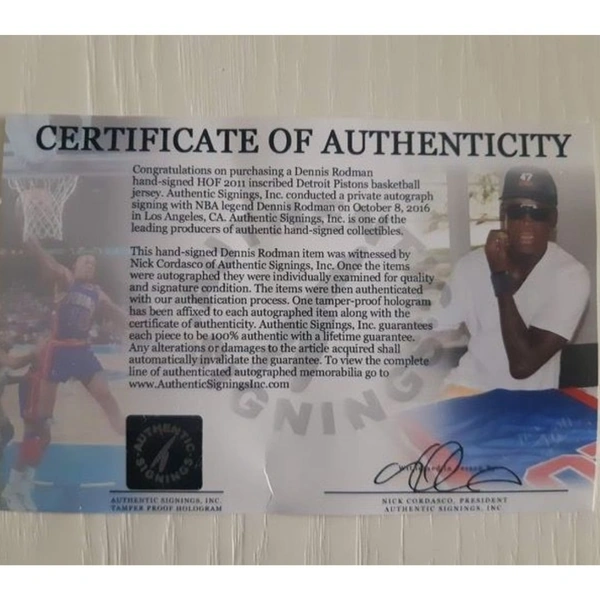 CERTIFICATE OF AUTHENTICITY
Congratulations on purchasing a Dennis Rodman
hand-signed HOF 2011 inscribed Detroit Pistons basketball
jersey. Authentic Signings, Inc. conducted a private autograph
signing with NBA legend Dennis Rodman on October 8, 2016
in Los Angeles, CA. Authentic Signings, Inc. is one of the
leading producers of authentic hand-signed collectibles.
This hand-signed Dennis Rodman item was witnessed by
Nick Cordasco of Authentic Signings, Inc. Once the items
were autographed they were individually examined for quality
and signature condition. The items were then authenticated
with our authentication process. One tamper-proof hologram
has been affixed to each autographed item along with the
certificate of authenticity. Authentic Signings, Inc. guarantees
each piece to be 100% authentic with a lifetime guarantee.
Any alterations or damages to the article acquired shall
automatically invalidate the guarantee. To view the complete
line of authenticated autographed memorabilia go to
www.AuthenticSigningsInc.com
47
AUTHENTIC
SIGNINGS
AUTHENTIC SIGNINGS, INC.
TAMPER PROOF HOLOGRAM
NICK CORDASCO, PRESIDENT
AUTHENTIC SIGNINGS, INC